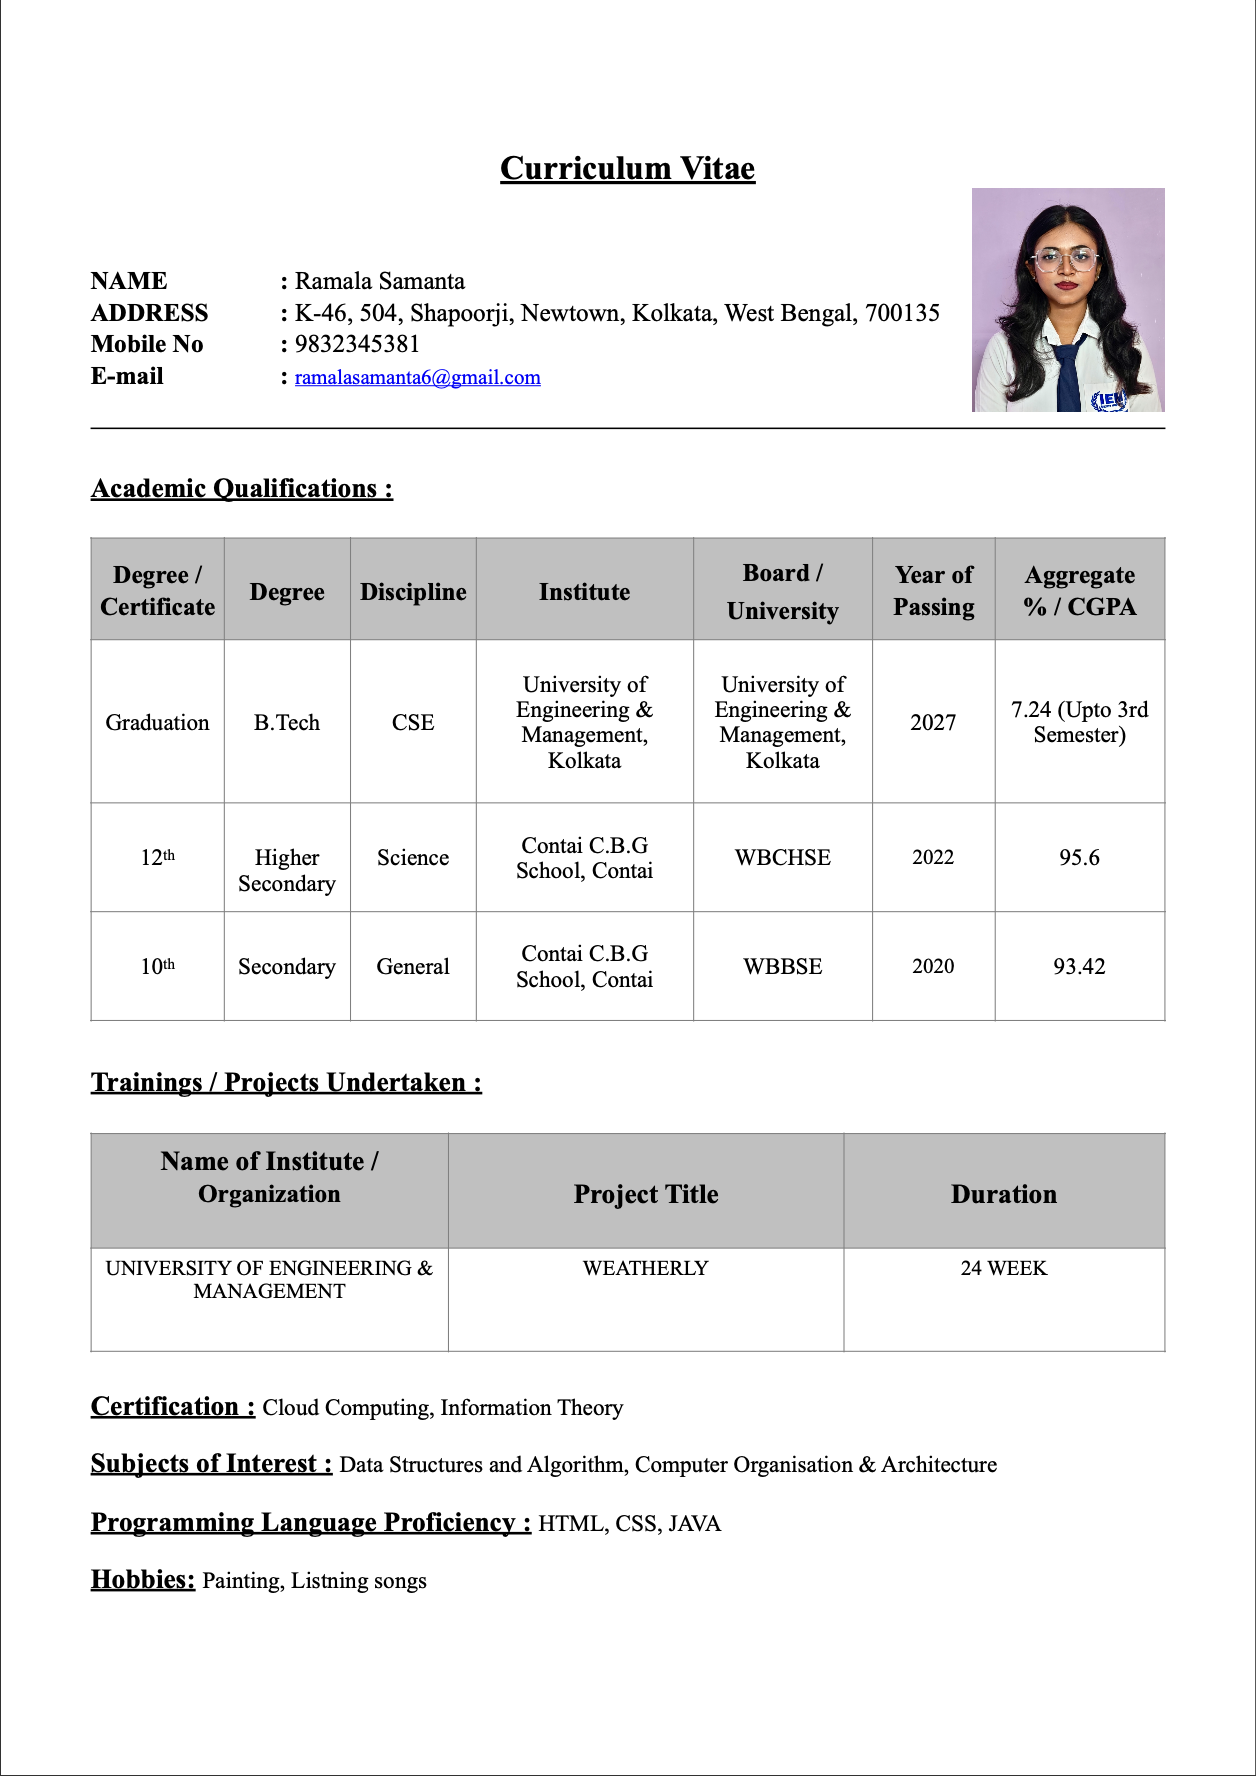 Curriculum Vitae
NAME : Ramala Samanta
ADDRESS : K-46, 504, Shapoorji, Newtown, Kolkata, West Bengal, 700135
Mobile No : 9832345381
E-mail : ramalasamanta6@gmail.com
Academic Qualifications :
Degree / Certificate Degree Discipline Institute Board / University Year of Passing Aggregate % / CGPA
Graduation B.Tech CSE University of Engineering & Management, Kolkata University of Engineering & Management, Kolkata 2027 7.24 (Upto 3rd Semester)
12th Higher Secondary Science Contai C.B.G School, Contai WBCHSE 2022 95.6
10th Secondary General Contai C.B.G School, Contai WBBSE 2020 93.42
Trainings / Projects Undertaken :
Name of Institute / Organization Project Title Duration
UNIVERSITY OF ENGINEERING & MANAGEMENT WEATHERLY 24 WEEK
Certification : Cloud Computing, Information Theory
Subjects of Interest : Data Structures and Algorithm, Computer Organisation & Architecture
Programming Language Proficiency : HTML, CSS, JAVA
Hobbies: Painting, Listning songs